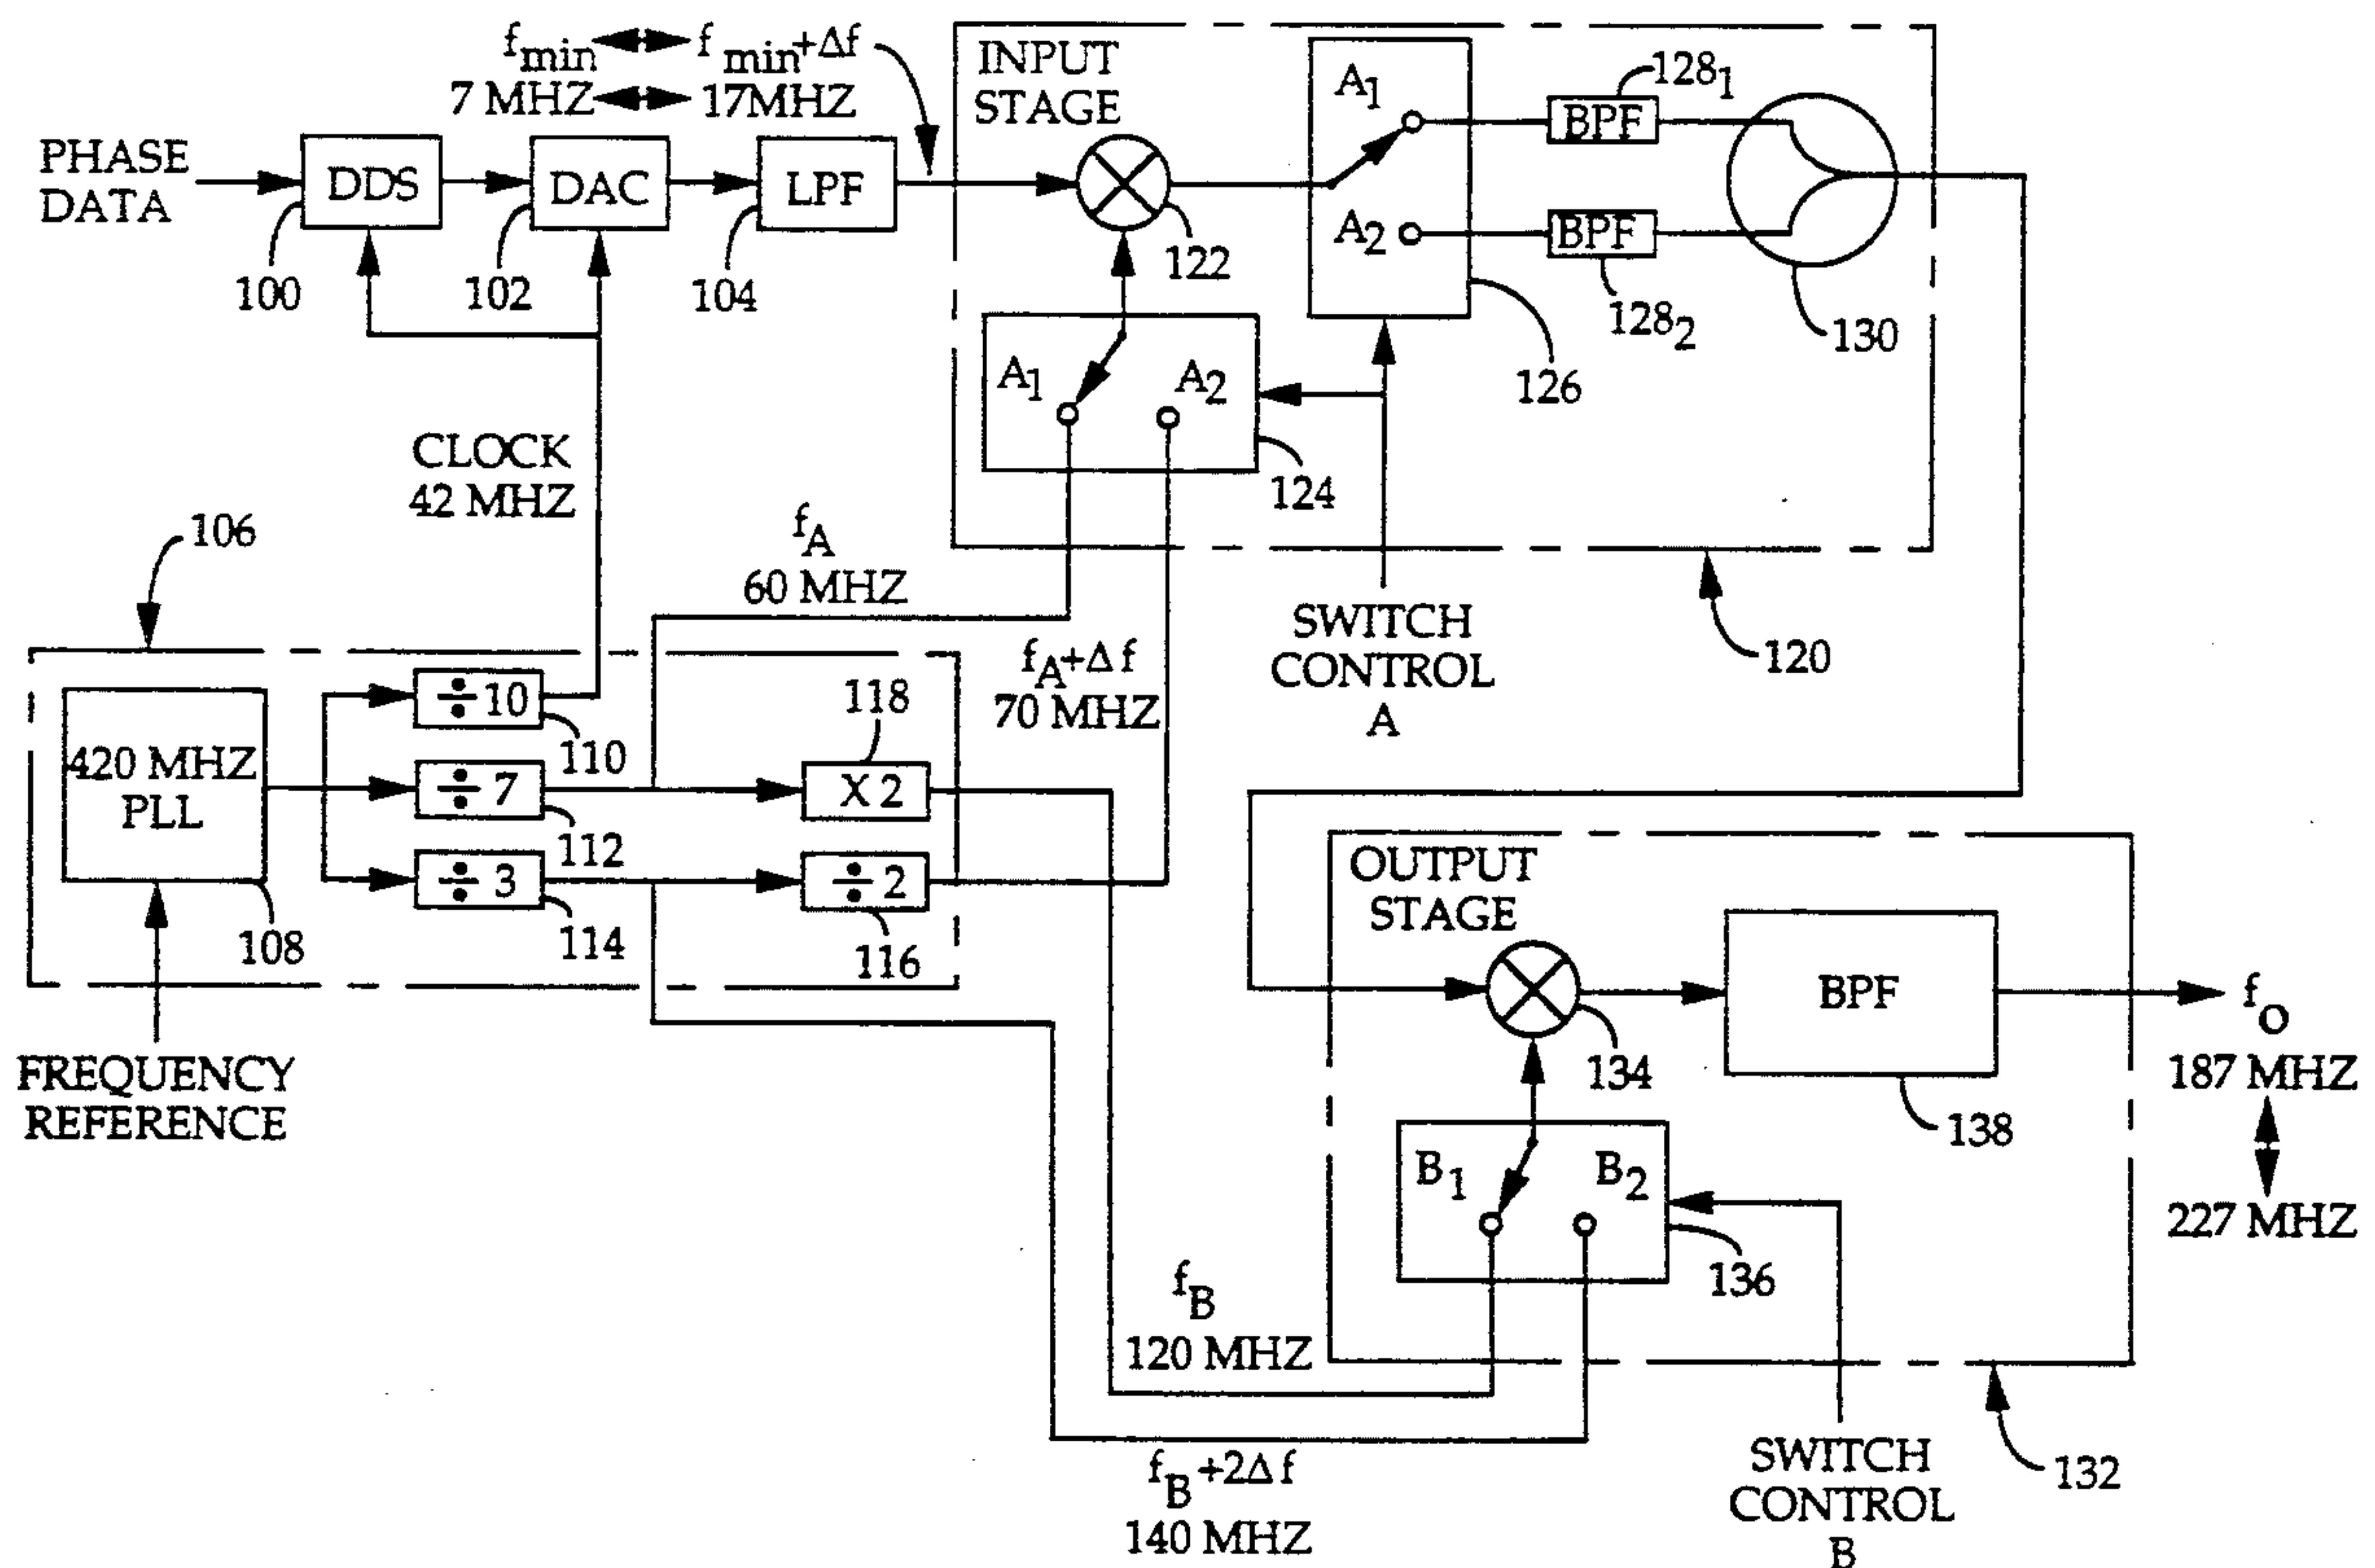 f_min ↔ f_min+Δf
7 MHZ ↔ 17MHZ
PHASE
DATA
DDS
DAC
LPF
100
102
104
INPUT
STAGE
122
A1
A2
126
BPF
128₁
BPF
128₂
130
A1
A2
124
SWITCH
CONTROL
A
120
CLOCK
42 MHZ
106
fA
60 MHZ
fA+Δf
70 MHZ
420 MHZ
PLL
108
÷ 10
110
÷ 7
112
÷ 3
114
X 2
118
÷ 2
116
FREQUENCY
REFERENCE
OUTPUT
STAGE
134
BPF
138
fO
187 MHZ
227 MHZ
B1
B2
136
fB
120 MHZ
fB+2Δf
140 MHZ
SWITCH
CONTROL
B
132